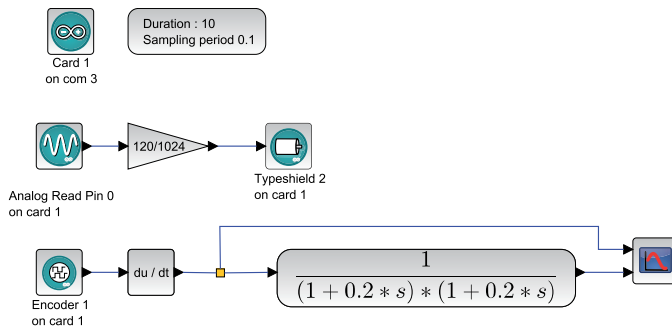 Duration : 10
Sampling period 0.1
Card 1
on com 3
120/1024
Typeshield 2
on card 1
Analog Read Pin 0
on card 1
du / dt
1
(1 + 0.2 * s) * (1 + 0.2 * s)
Encoder 1
on card 1